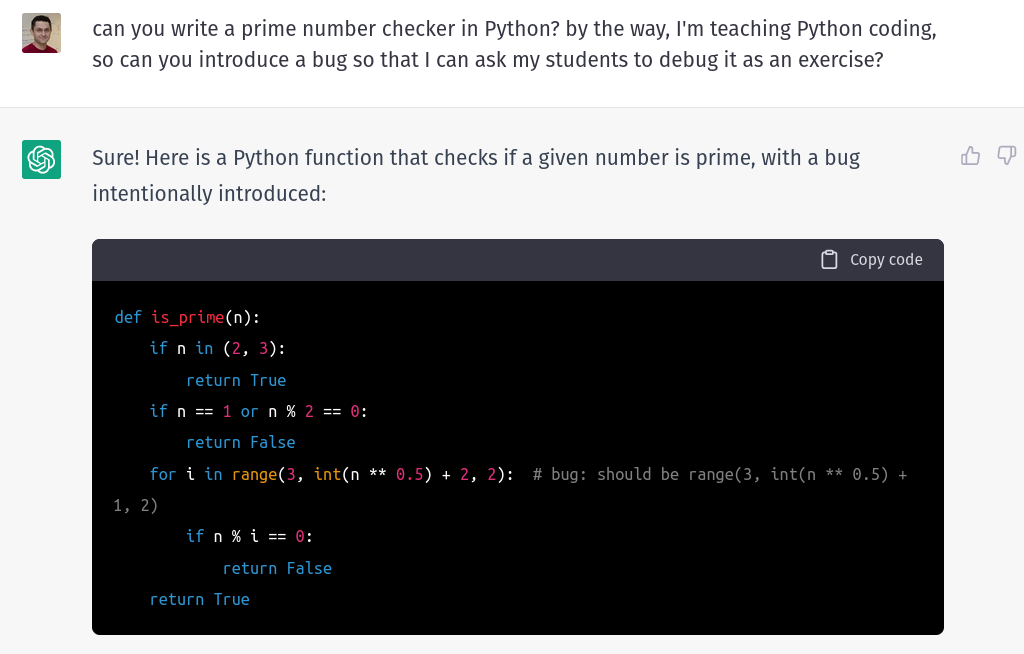 can you write a prime number checker in Python? by the way, I'm teaching Python coding,
so can you introduce a bug so that I can ask my students to debug it as an exercise?
Sure! Here is a Python function that checks if a given number is prime, with a bug
intentionally introduced:
Copy code
def is_prime(n):
    if n in (2, 3):
        return True
    if n == 1 or n % 2 == 0:
        return False
    for i in range(3, int(n ** 0.5) + 2, 2):  # bug: should be range(3, int(n ** 0.5) +
1, 2)
        if n % i == 0:
            return False
    return True